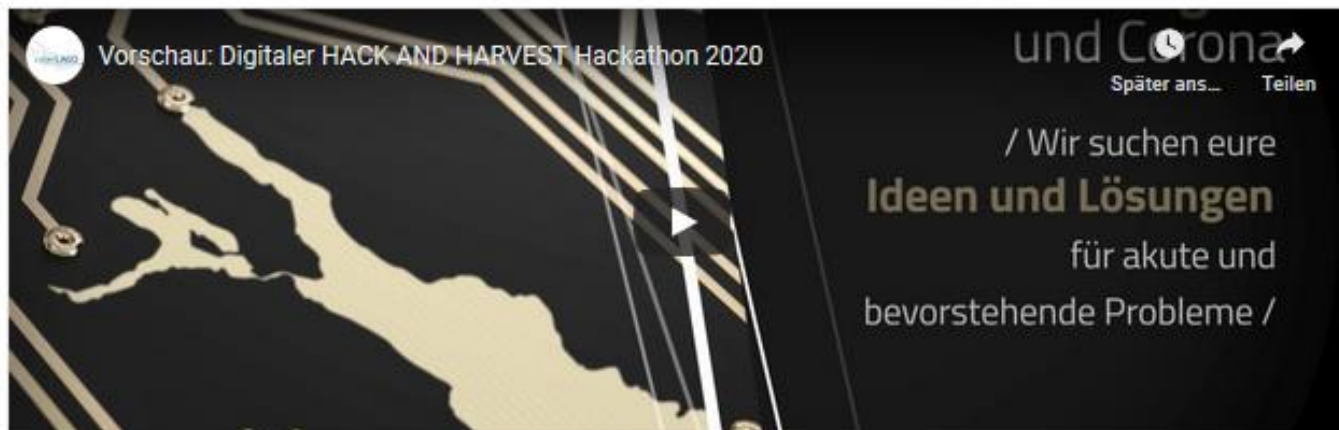 Vorschau: Digitaler HACK AND HARVEST Hackathon 2020
und Corona
Später ans...
Teilen
/ Wir suchen eure
Ideen und Lösungen
für akute und
bevorstehende Probleme /